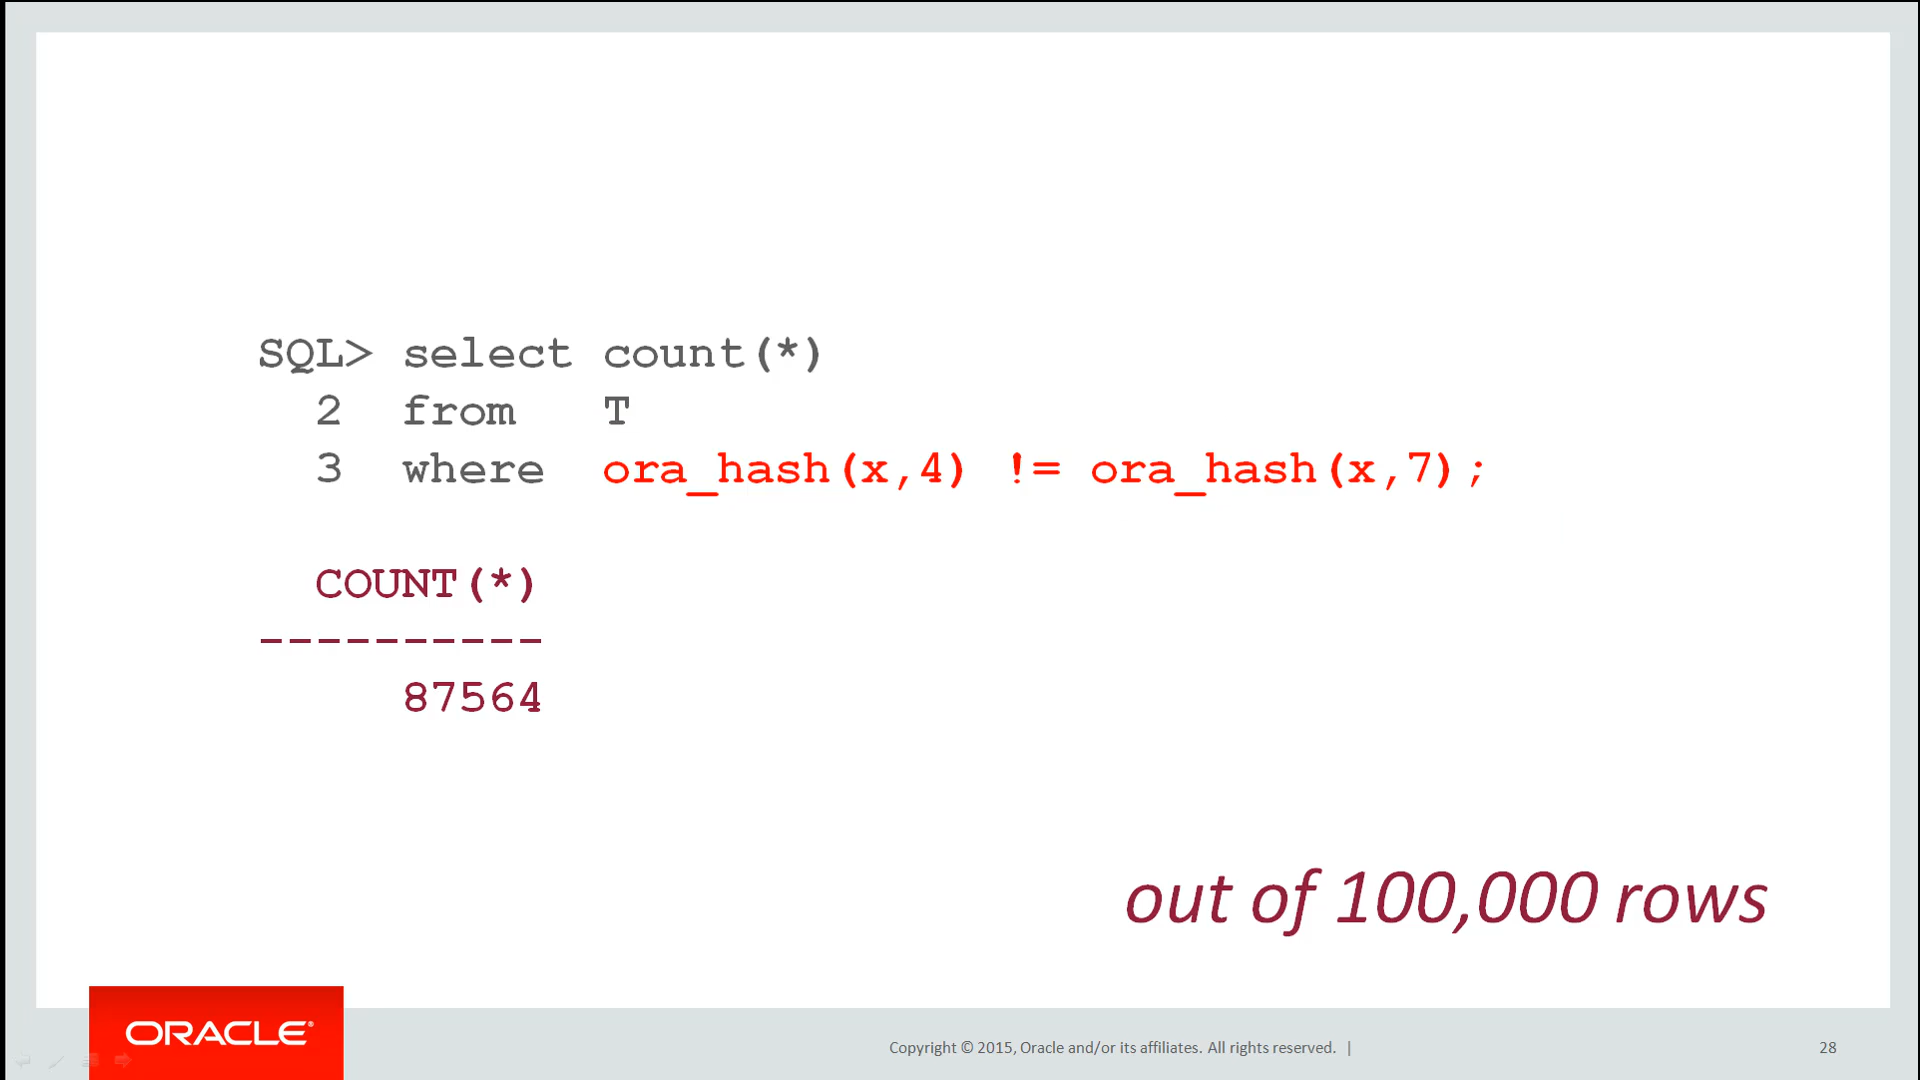 SQL> select count(*)
2 from T
3 where ora_hash(x,4) != ora_hash(x,7);
COUNT(*)
----------
87564
out of 100,000 rows
ORACLE®
Copyright © 2015, Oracle and/or its affiliates. All rights reserved. |
28